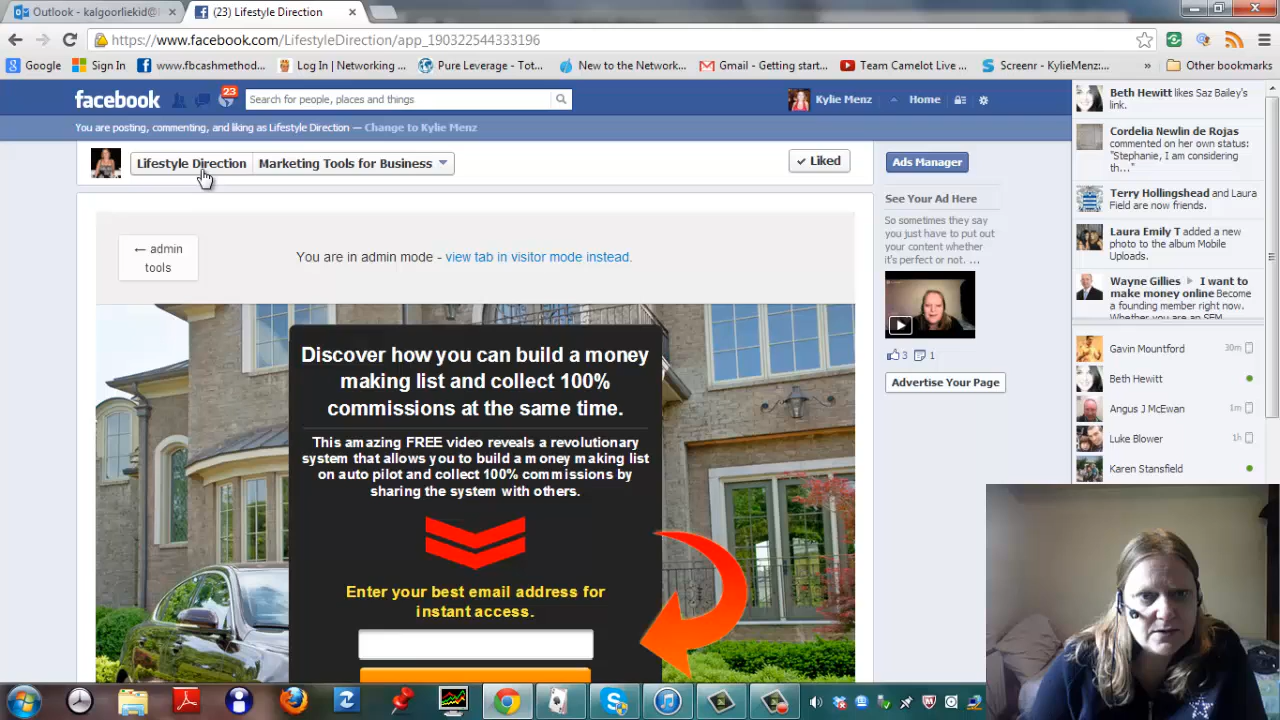 Outlook - kalgoorliekid@
(23) Lifestyle Direction
https://www.facebook.com/LifestyleDirection/app_190322544333196
Google Sign In www.fbcashmethod... Log In | Networking ... Pure Leverage - Tot... New to the Network... Gmail - Getting start... Team Camelot Live... Screenr - KylieMenz: » Other bookmarks
facebook 23 Search for people, places and things Kylie Menz Home
You are posting, commenting, and liking as Lifestyle Direction — Change to Kylie Menz
Lifestyle Direction Marketing Tools for Business ✓ Liked
← admin
tools
You are in admin mode - view tab in visitor mode instead.
Discover how you can build a money
making list and collect 100%
commissions at the same time.
This amazing FREE video reveals a revolutionary
system that allows you to build a money making list
on auto pilot and collect 100% commissions by
sharing the system with others.
Enter your best email address for
instant access.
Ads Manager
See Your Ad Here
So sometimes they say
you just have to put out
your content whether
it's perfect or not. ...
3 1
Advertise Your Page
Beth Hewitt likes Saz Bailey's
link.
Cordelia Newlin de Rojas
commented on her own status:
"Stephanie, I am considering
th..."
Terry Hollingshead and Laura
Field are now friends.
Laura Emily T added a new
photo to the album Mobile
Uploads.
Wayne Gillies ▸ I want to
make money online Become
a founding member right now.
Whether you are an SEM
Gavin Mountford 30m
Beth Hewitt
Angus J McEwan 1m
Luke Blower 1h
Karen Stansfield